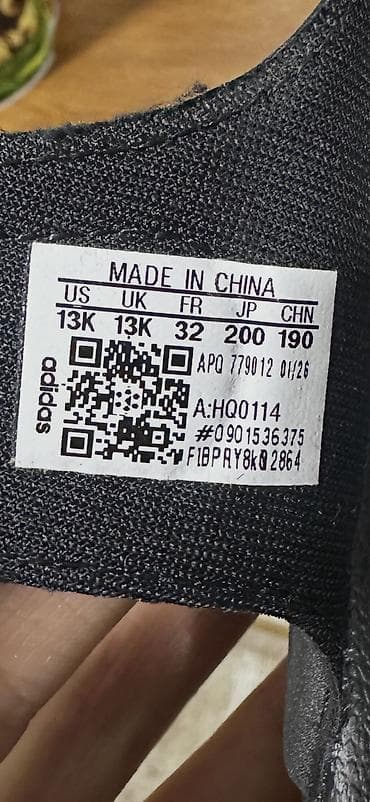 MADE IN CHINA
US UK FR JP CHN
13K 13K 32 200 190
APQ 779012 01/26
A:HQ0114
#0901536375
FIBPRY8k02864
adidas